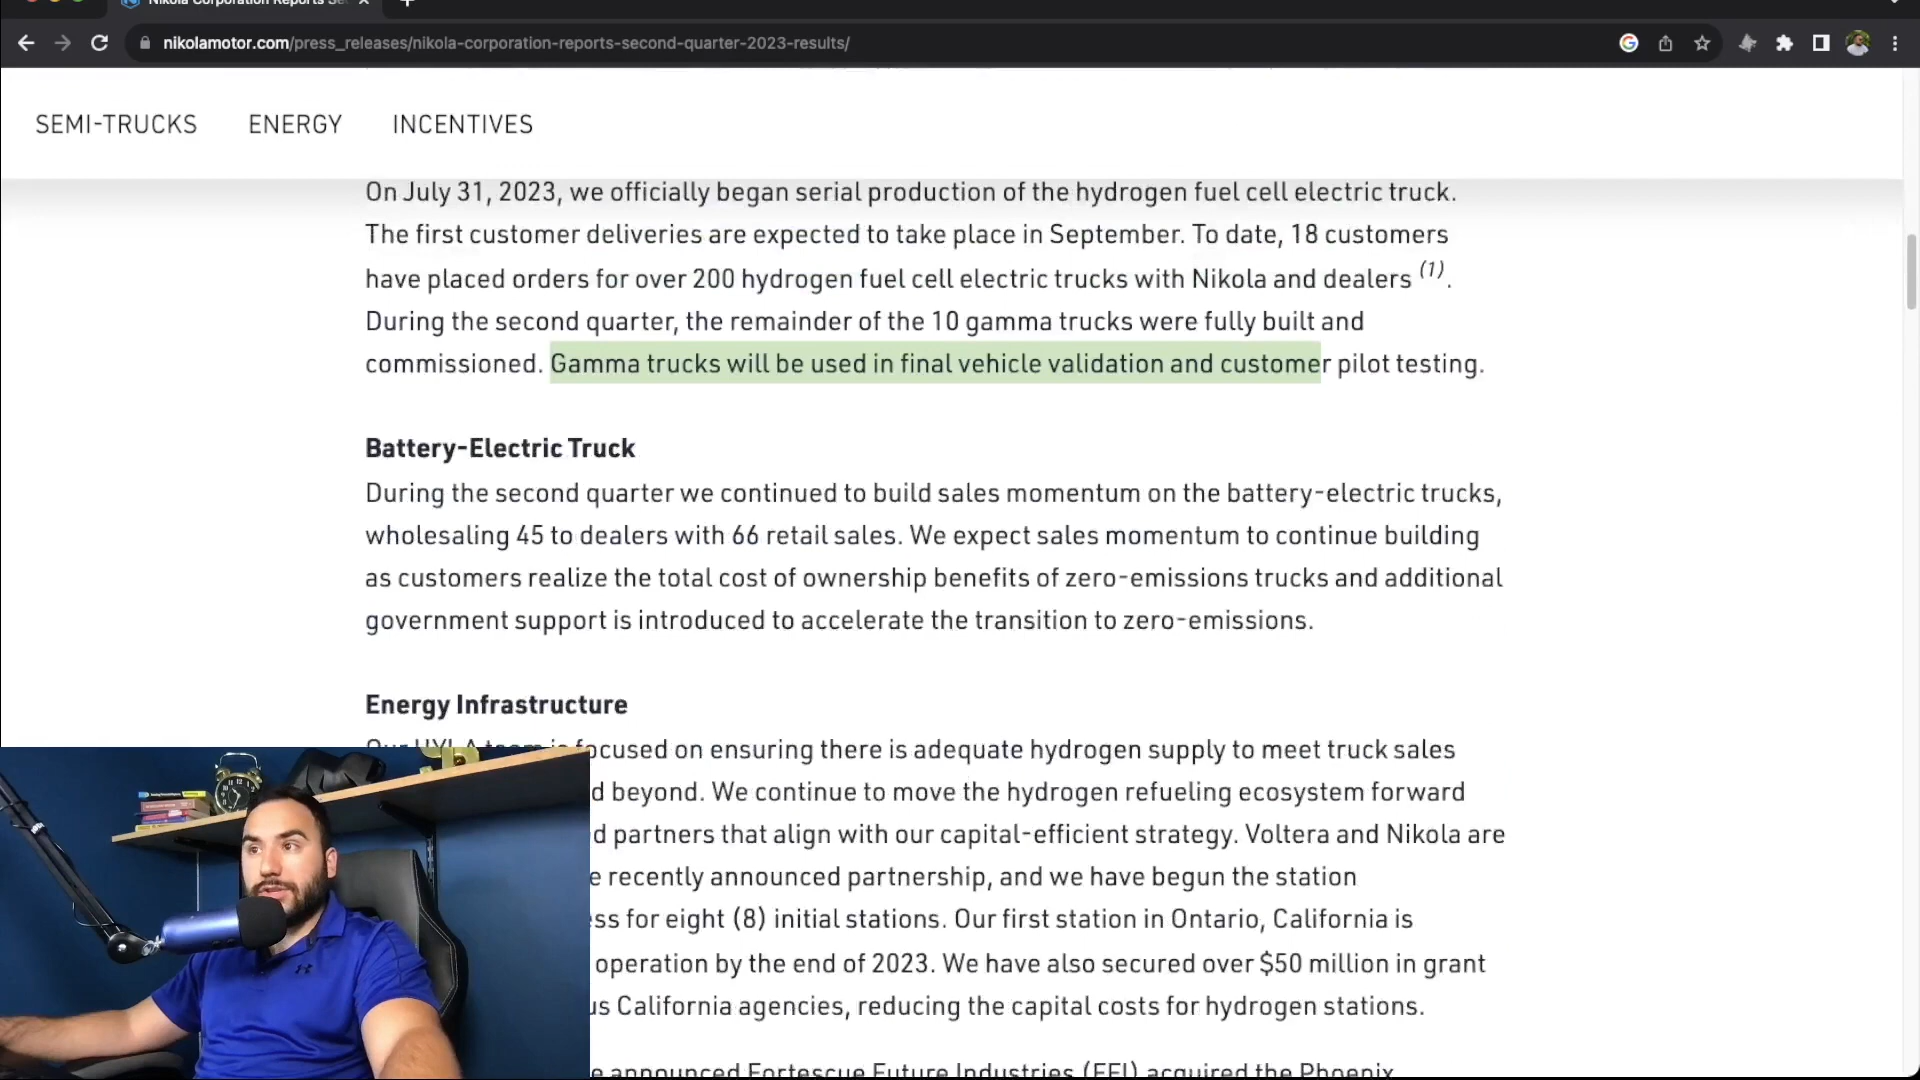 Nikola Corporation Reports Se
nikolamotor.com/press_releases/nikola-corporation-reports-second-quarter-2023-results/
SEMI-TRUCKS ENERGY INCENTIVES
On July 31, 2023, we officially began serial production of the hydrogen fuel cell electric truck.
The first customer deliveries are expected to take place in September. To date, 18 customers
have placed orders for over 200 hydrogen fuel cell electric trucks with Nikola and dealers (1).
During the second quarter, the remainder of the 10 gamma trucks were fully built and
commissioned. Gamma trucks will be used in final vehicle validation and customer pilot testing.
Battery-Electric Truck
During the second quarter we continued to build sales momentum on the battery-electric trucks,
wholesaling 45 to dealers with 66 retail sales. We expect sales momentum to continue building
as customers realize the total cost of ownership benefits of zero-emissions trucks and additional
government support is introduced to accelerate the transition to zero-emissions.
Energy Infrastructure
Our HYLA team is focused on ensuring there is adequate hydrogen supply to meet truck sales
d beyond. We continue to move the hydrogen refueling ecosystem forward
d partners that align with our capital-efficient strategy. Voltera and Nikola are
e recently announced partnership, and we have begun the station
ss for eight (8) initial stations. Our first station in Ontario, California is
operation by the end of 2023. We have also secured over $50 million in grant
us California agencies, reducing the capital costs for hydrogen stations.
e announced Fortescue Future Industries (FFI) acquired the Phoenix